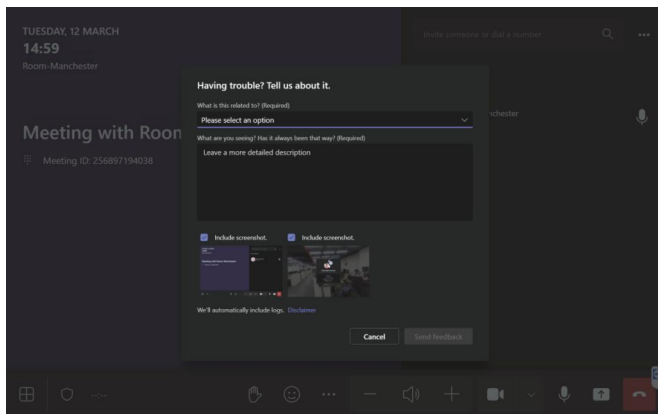 TUESDAY, 12 MARCH
14:59
Room-Manchester
Invite someone or dial a number
Having trouble? Tell us about it.
What is this related to? (Required)
Please select an option
nchester
What are you seeing? Has it always been that way? (Required)
Meeting with Roon
Leave a more detailed description
Meeting ID: 256897194038
Include screenshot.
Include screenshot.
We'll automatically include logs. Disclaimer
Cancel
Send feedback
--:--